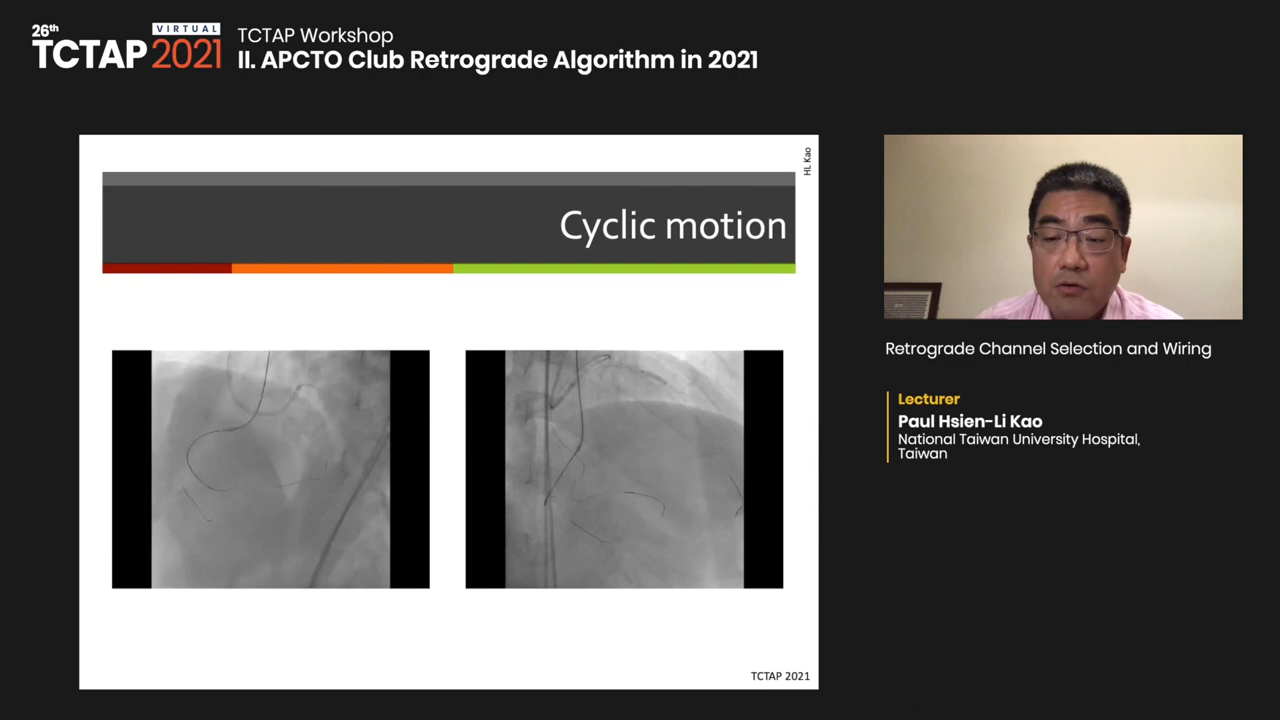 26th
VIRTUAL
TCTAP 2021
TCTAP Workshop
II. APCTO Club Retrograde Algorithm in 2021
HL Kao
Cyclic motion
TCTAP 2021
Retrograde Channel Selection and Wiring
Lecturer
Paul Hsien-Li Kao
National Taiwan University Hospital,
Taiwan